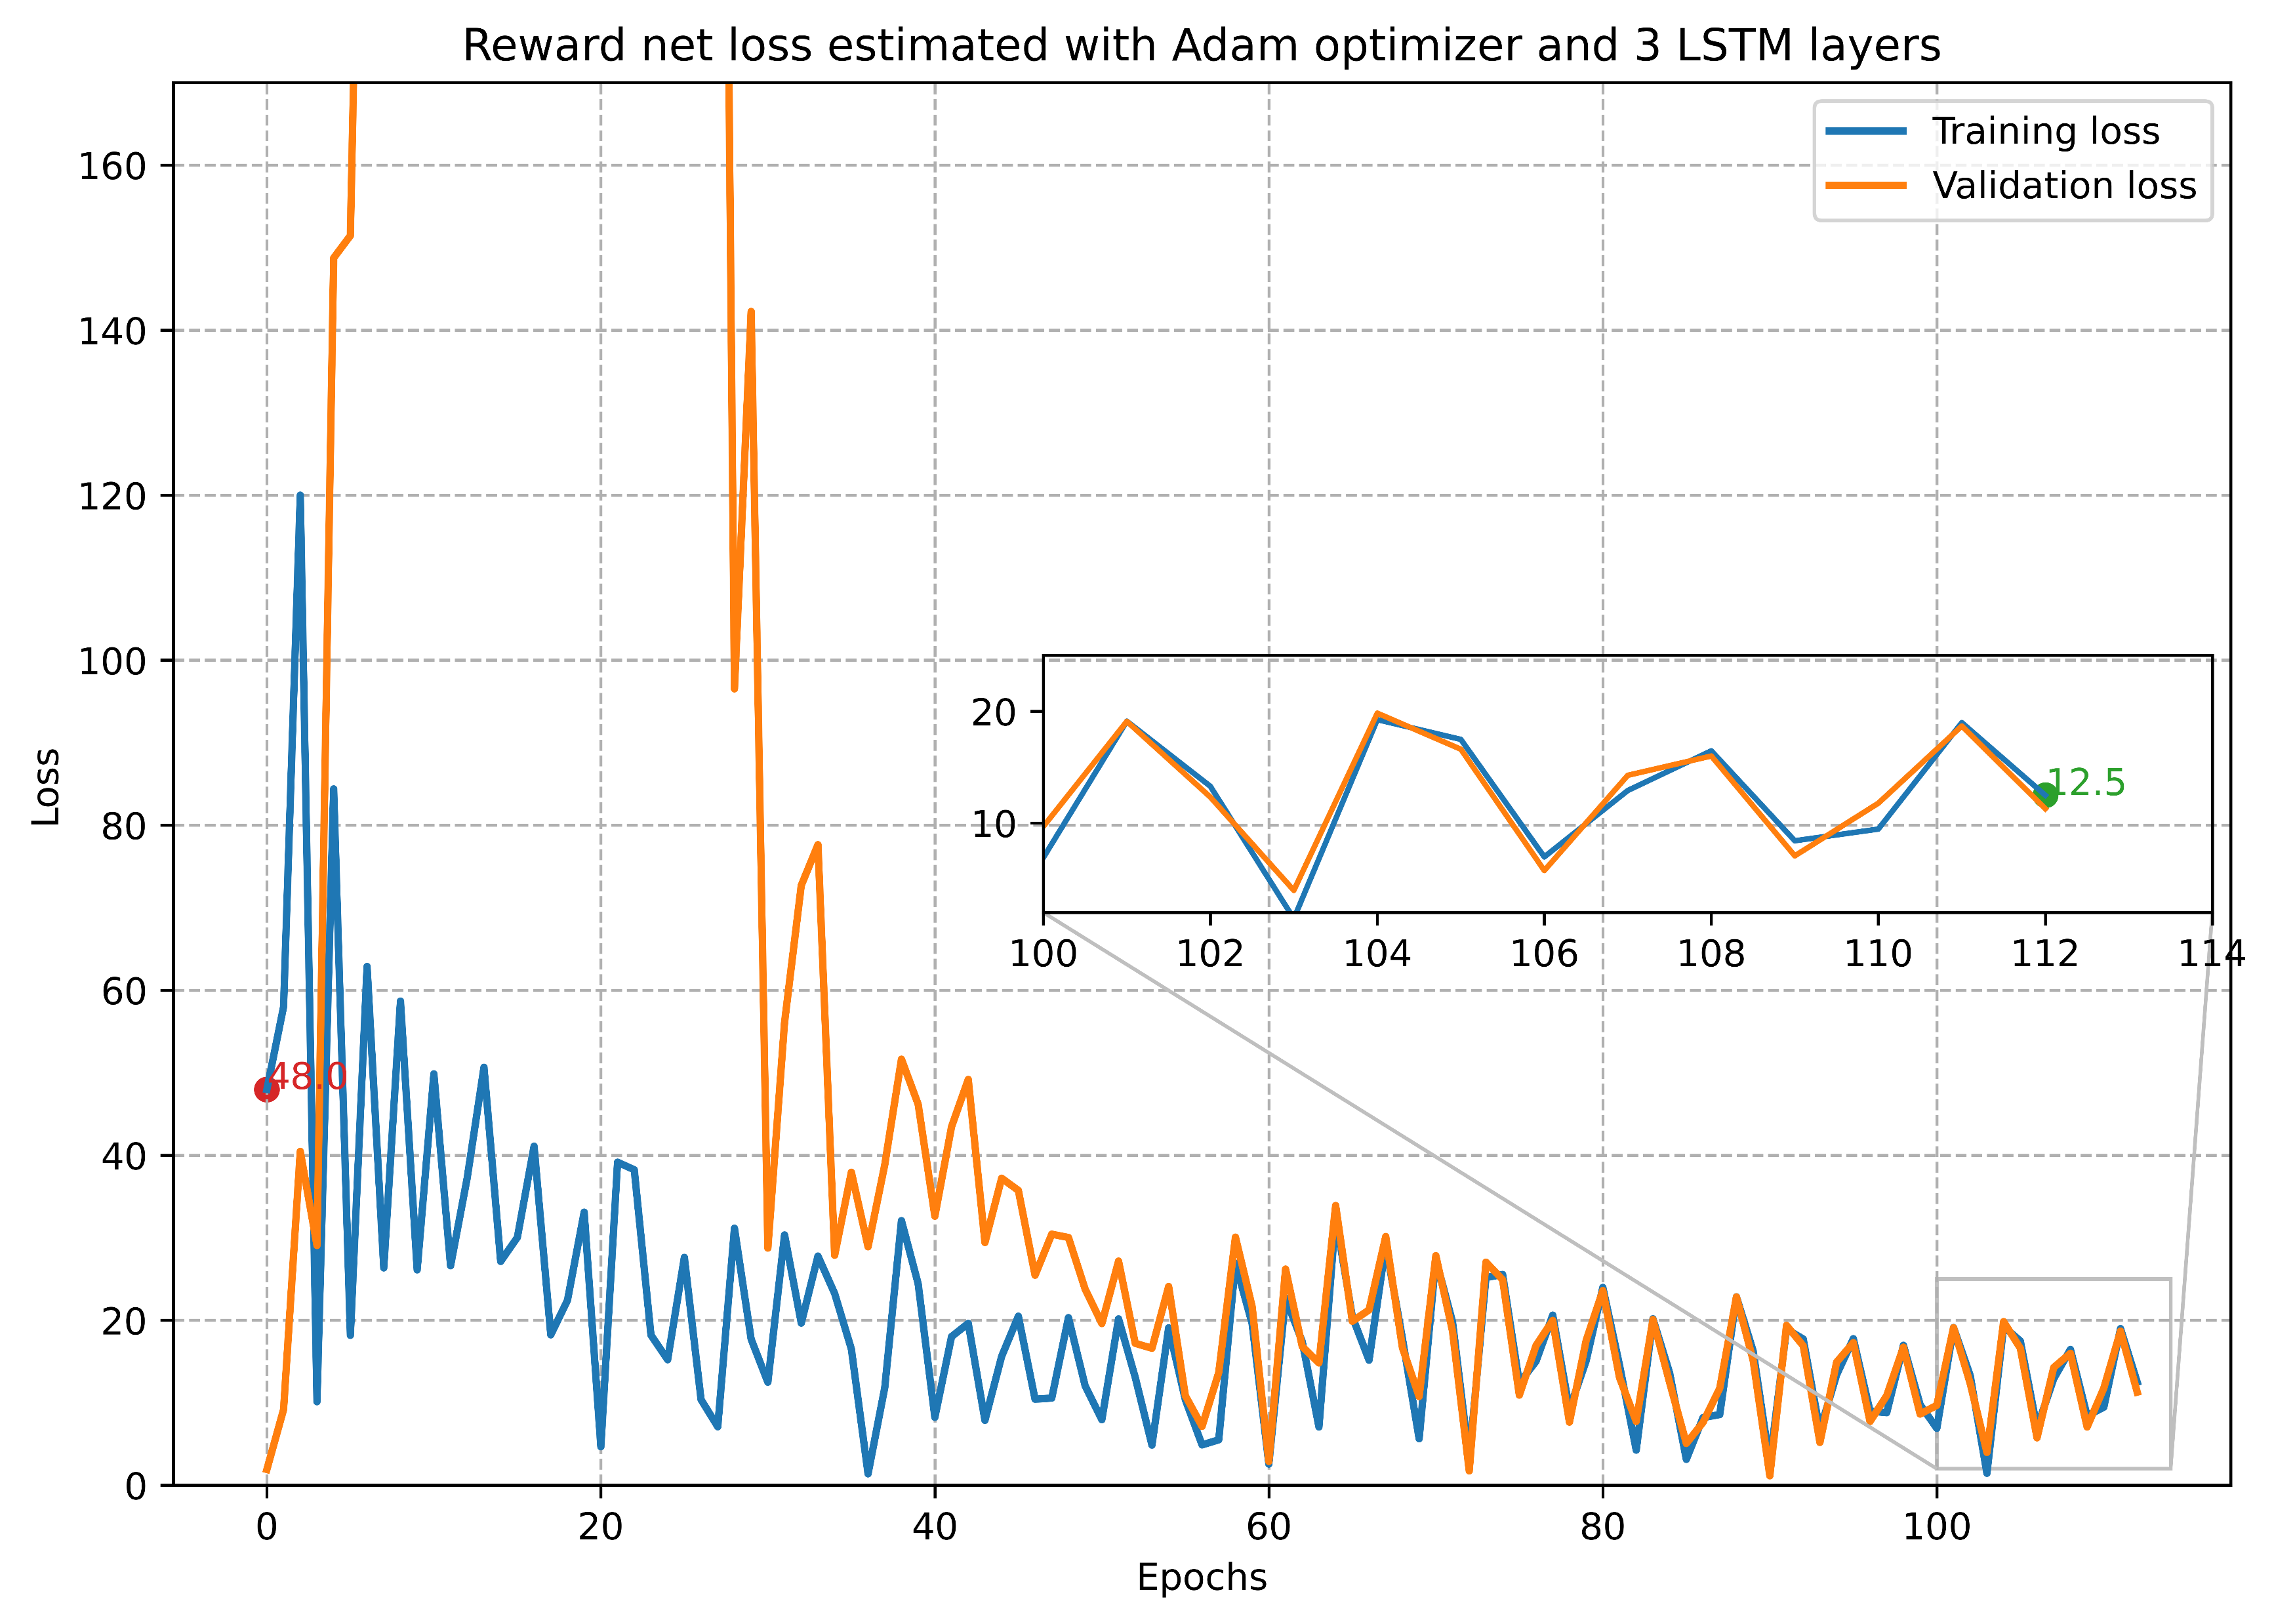 Reward net loss estimated with Adam optimizer and 3 LSTM layers
Training loss
Validation loss
160
140
120
100
80
60
40
20
0
Loss
20
10
12.5
100 102 104 106 108 110 112 114
48.0
0 20 40 60 80 100
Epochs